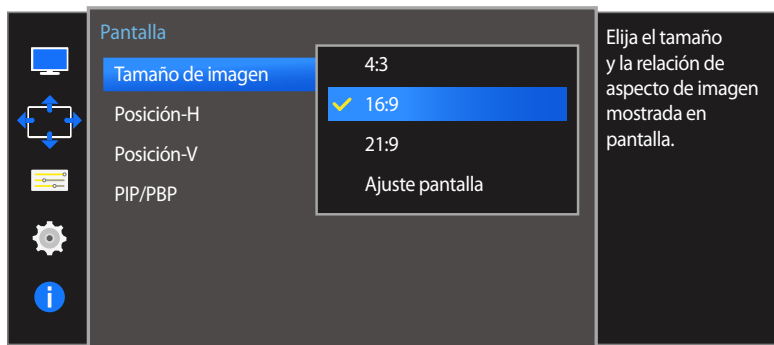 Pantalla
Tamaño de imagen
Posición-H
Posición-V
PIP/PBP
4:3
16:9
21:9
Ajuste pantalla
Elija el tamaño
y la relación de
aspecto de imagen
mostrada en
pantalla.